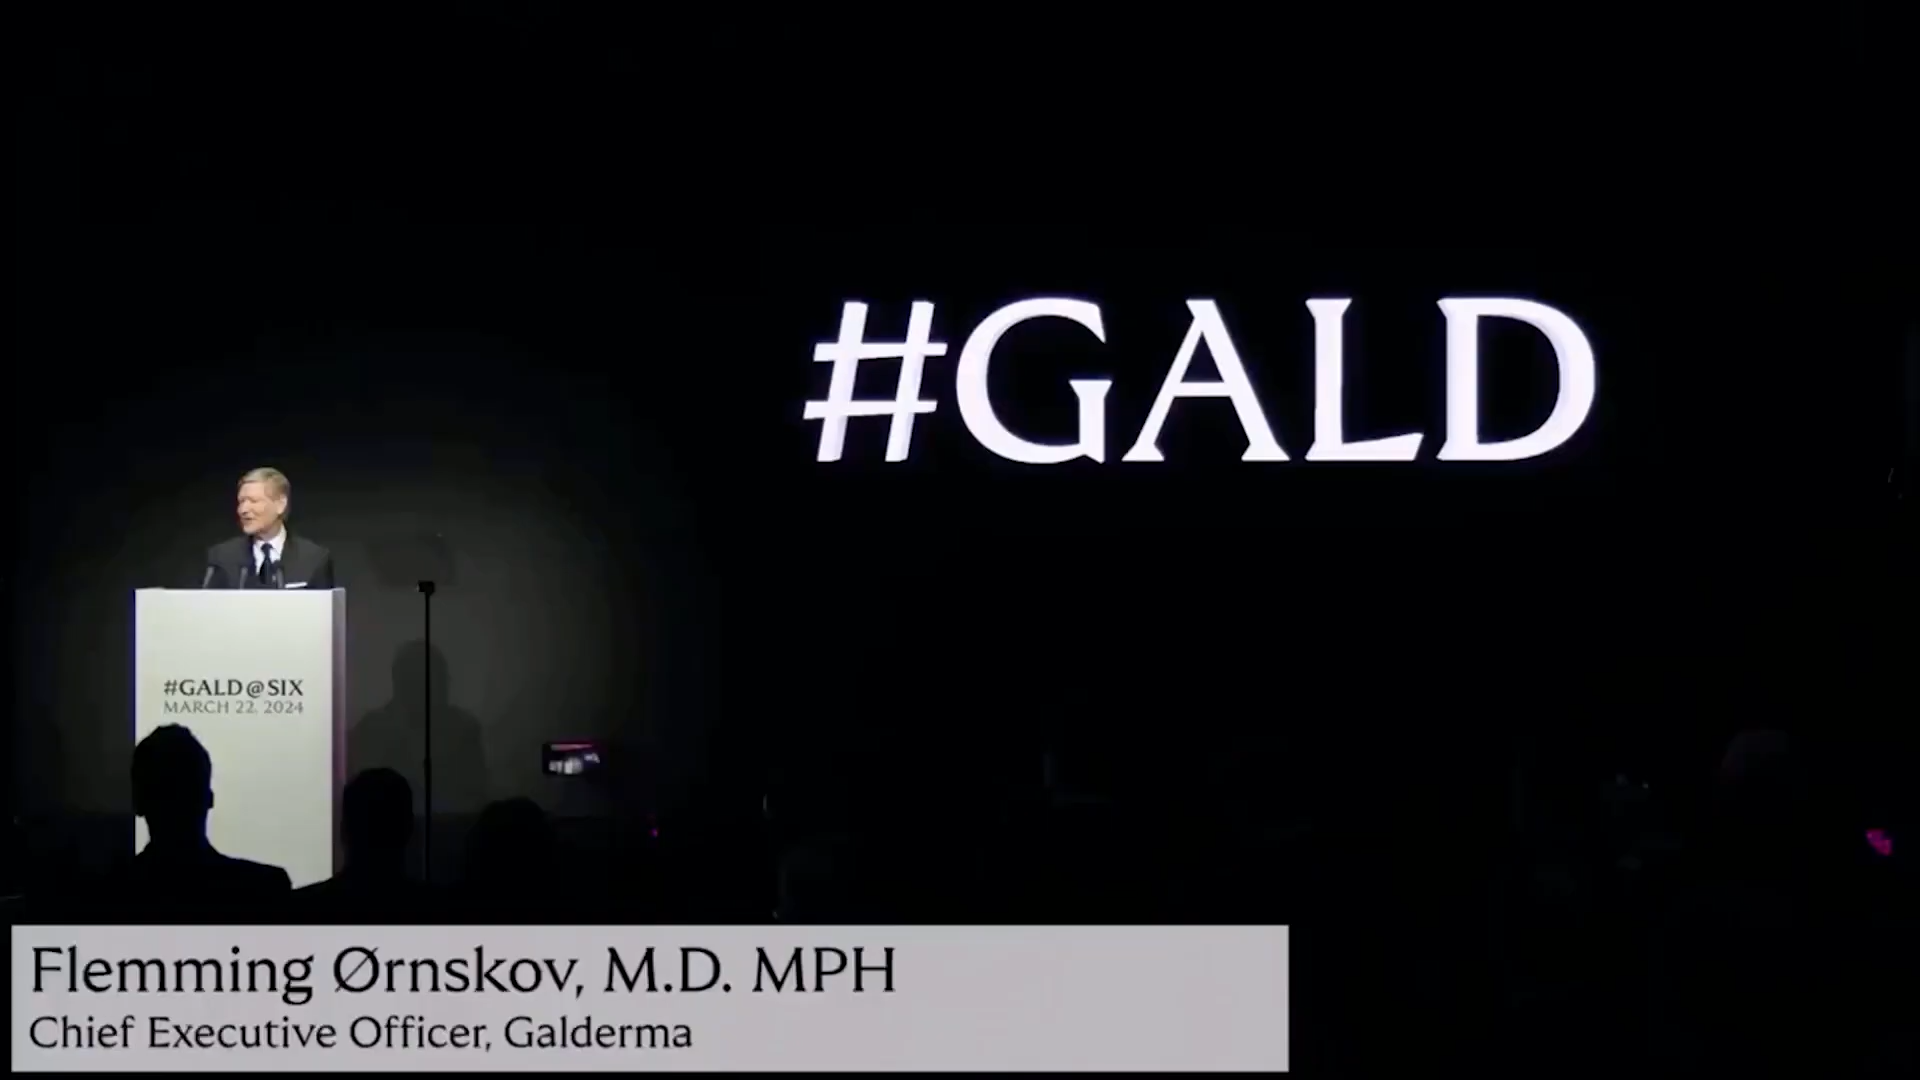 #GALD
#GALD@SIX
MARCH 22, 2024
Flemming Ørnskov, M.D. MPH
Chief Executive Officer, Galderma